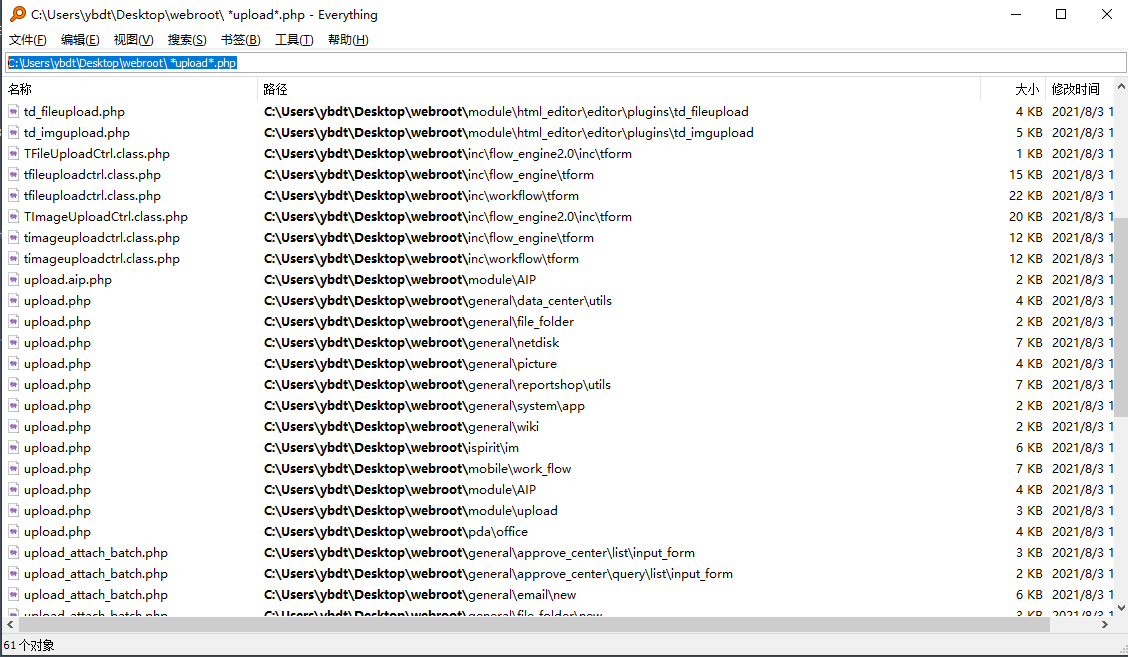 C:\Users\ybdt\Desktop\webroot\ *upload*.php - Everything
文件(F) 编辑(E) 视图(V) 搜索(S) 书签(B) 工具(T) 帮助(H)
C:\Users\ybdt\Desktop\webroot\ *upload*.php
名称 路径 大小 修改时间
td_fileupload.php C:\Users\ybdt\Desktop\webroot\module\html_editor\editor\plugins\td_fileupload 4 KB 2021/8/3 1
td_imgupload.php C:\Users\ybdt\Desktop\webroot\module\html_editor\editor\plugins\td_imgupload 5 KB 2021/8/3 1
TFileUploadCtrl.class.php C:\Users\ybdt\Desktop\webroot\inc\flow_engine2.0\inc\tform 1 KB 2021/8/3 1
tfileuploadctrl.class.php C:\Users\ybdt\Desktop\webroot\inc\flow_engine\tform 15 KB 2021/8/3 1
tfileuploadctrl.class.php C:\Users\ybdt\Desktop\webroot\inc\workflow\tform 22 KB 2021/8/3 1
TImageUploadCtrl.class.php C:\Users\ybdt\Desktop\webroot\inc\flow_engine2.0\inc\tform 20 KB 2021/8/3 1
timageuploadctrl.class.php C:\Users\ybdt\Desktop\webroot\inc\flow_engine\tform 12 KB 2021/8/3 1
timageuploadctrl.class.php C:\Users\ybdt\Desktop\webroot\inc\workflow\tform 12 KB 2021/8/3 1
upload.aip.php C:\Users\ybdt\Desktop\webroot\module\AIP 2 KB 2021/8/3 1
upload.php C:\Users\ybdt\Desktop\webroot\general\data_center\utils 4 KB 2021/8/3 1
upload.php C:\Users\ybdt\Desktop\webroot\general\file_folder 2 KB 2021/8/3 1
upload.php C:\Users\ybdt\Desktop\webroot\general\netdisk 7 KB 2021/8/3 1
upload.php C:\Users\ybdt\Desktop\webroot\general\picture 4 KB 2021/8/3 1
upload.php C:\Users\ybdt\Desktop\webroot\general\reportshop\utils 7 KB 2021/8/3 1
upload.php C:\Users\ybdt\Desktop\webroot\general\system\app 2 KB 2021/8/3 1
upload.php C:\Users\ybdt\Desktop\webroot\general\wiki 2 KB 2021/8/3 1
upload.php C:\Users\ybdt\Desktop\webroot\ispirit\im 6 KB 2021/8/3 1
upload.php C:\Users\ybdt\Desktop\webroot\mobile\work_flow 7 KB 2021/8/3 1
upload.php C:\Users\ybdt\Desktop\webroot\module\AIP 4 KB 2021/8/3 1
upload.php C:\Users\ybdt\Desktop\webroot\module\upload 3 KB 2021/8/3 1
upload.php C:\Users\ybdt\Desktop\webroot\pda\office 4 KB 2021/8/3 1
upload_attach_batch.php C:\Users\ybdt\Desktop\webroot\general\approve_center\list\input_form 3 KB 2021/8/3 1
upload_attach_batch.php C:\Users\ybdt\Desktop\webroot\general\approve_center\query\list\input_form 2 KB 2021/8/3 1
upload_attach_batch.php C:\Users\ybdt\Desktop\webroot\general\email\new 6 KB 2021/8/3 1
upload_attach_batch.php C:\Users\ybdt\Desktop\webroot\general\file_folder\new 3 KB 2021/8/3 1
61 个对象